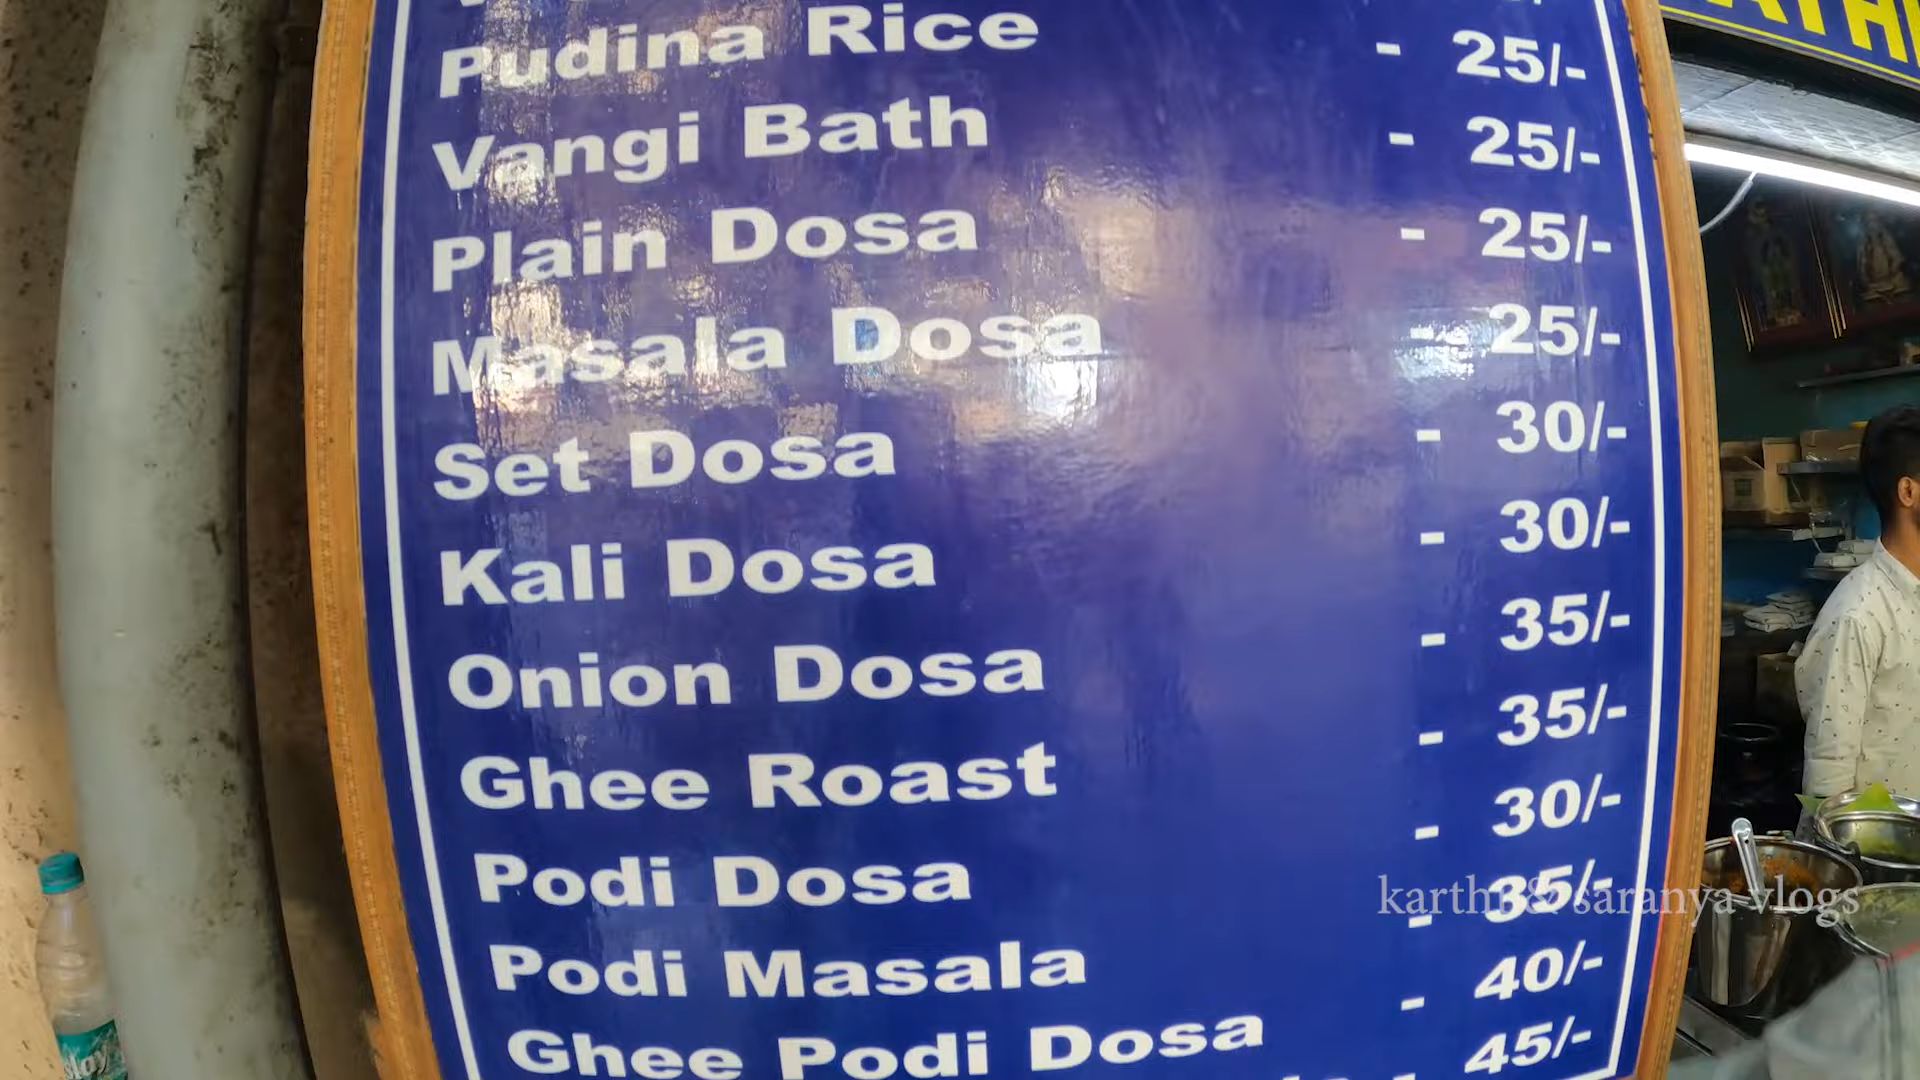 Pudina Rice - 25/-
Vangi Bath - 25/-
Plain Dosa - 25/-
Masala Dosa - 25/-
Set Dosa - 30/-
Kali Dosa - 30/-
Onion Dosa - 35/-
Ghee Roast - 35/-
Podi Dosa - 30/-
Podi Masala - 35/-
Ghee Podi Dosa - 40/-
- 45/-
karthi & saranya vlogs